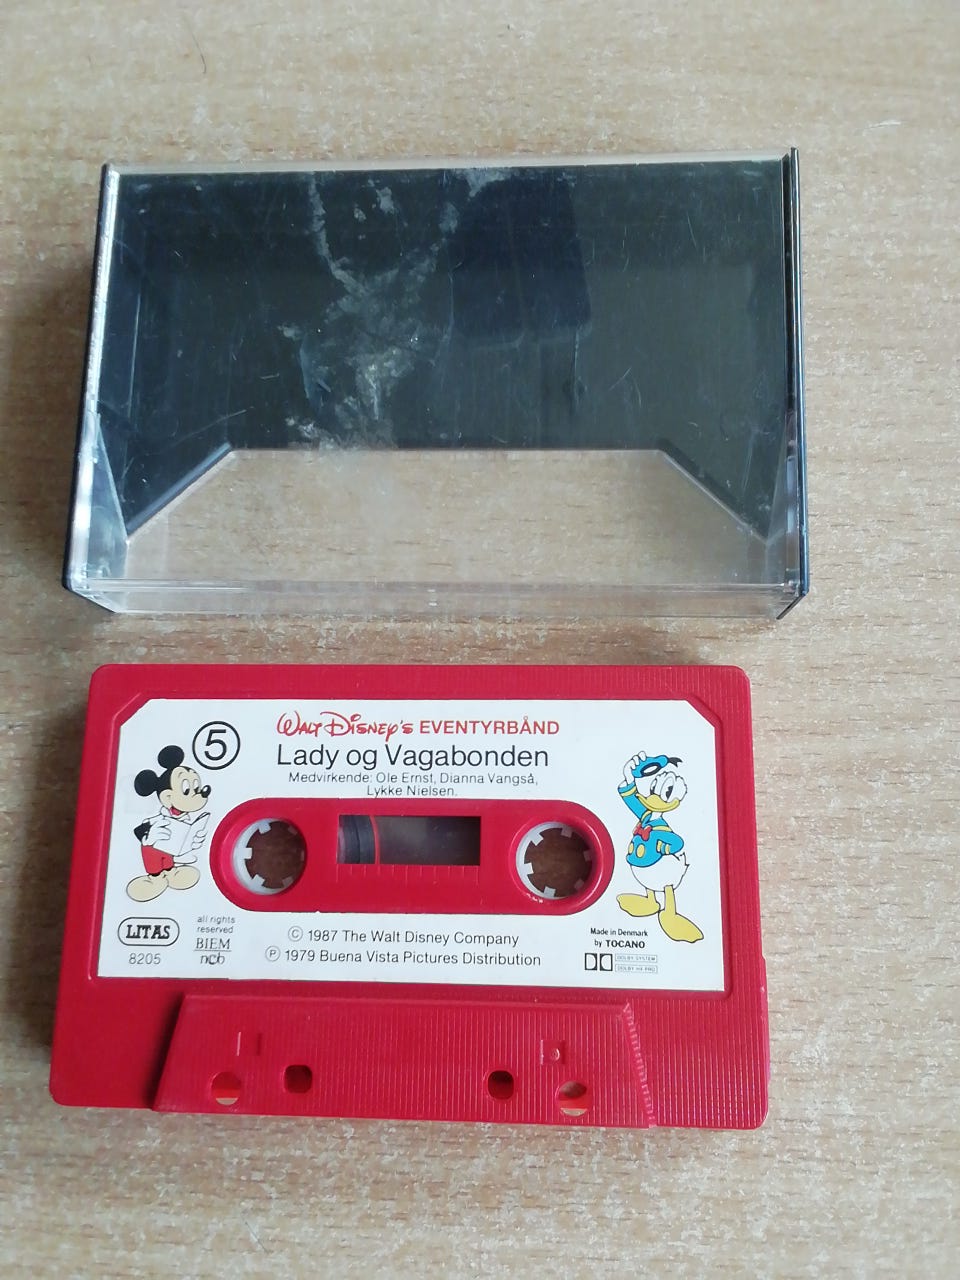 5
WALT DISNEY'S EVENTYRBÅND
Lady og Vagabonden
Medvirkende: Ole Ernst, Dianna Vangså,
Lykke Nielsen.
LITAS
8205
all rights
reserved
BIEM
ncb
© 1987 The Walt Disney Company
℗ 1979 Buena Vista Pictures Distribution
Made in Denmark
by TOCANO
DOLBY SYSTEM
DOLBY HX PRO